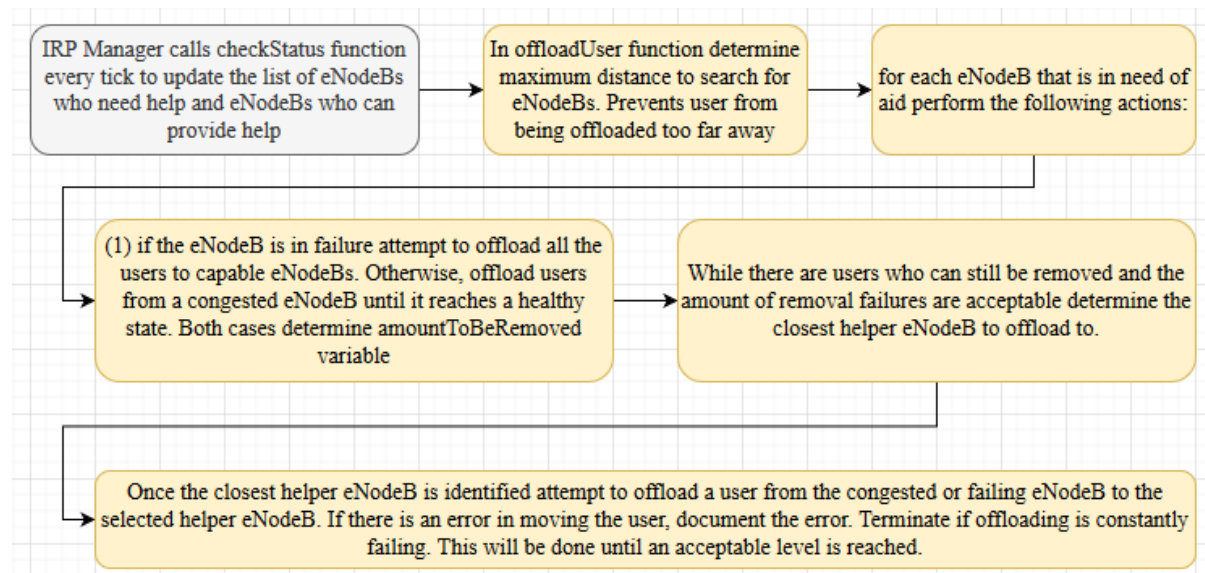 IRP Manager calls checkStatus function
every tick to update the list of eNodeBs
who need help and eNodeBs who can
provide help
In offloadUser function determine
maximum distance to search for
eNodeBs. Prevents user from
being offloaded too far away
for each eNodeB that is in need of
aid perform the following actions:
(1) if the eNodeB is in failure attempt to offload all the
users to capable eNodeBs. Otherwise, offload users
from a congested eNodeB until it reaches a healthy
state. Both cases determine amountToBeRemoved
variable
While there are users who can still be removed and the
amount of removal failures are acceptable determine the
closest helper eNodeB to offload to.
Once the closest helper eNodeB is identified attempt to offload a user from the congested or failing eNodeB to the
selected helper eNodeB. If there is an error in moving the user, document the error. Terminate if offloading is constantly
failing. This will be done until an acceptable level is reached.